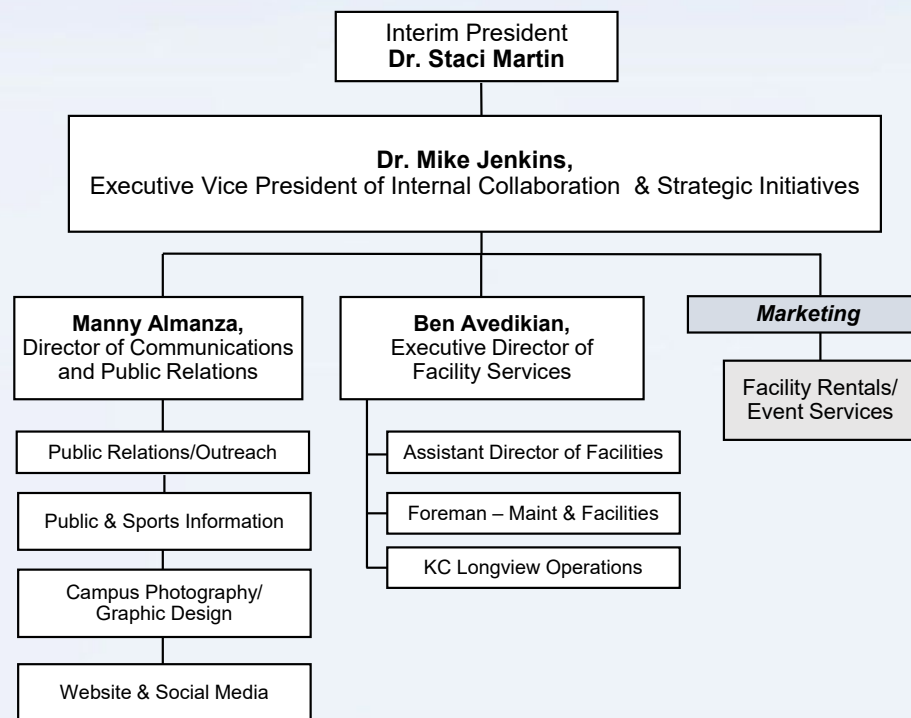 Interim President
Dr. Staci Martin
Dr. Mike Jenkins,
Executive Vice President of Internal Collaboration & Strategic Initiatives
Manny Almanza,
Director of Communications
and Public Relations
Public Relations/Outreach
Public & Sports Information
Campus Photography/
Graphic Design
Website & Social Media
Ben Avedikian,
Executive Director of
Facility Services
Assistant Director of Facilities
Foreman – Maint & Facilities
KC Longview Operations
Marketing
Facility Rentals/
Event Services